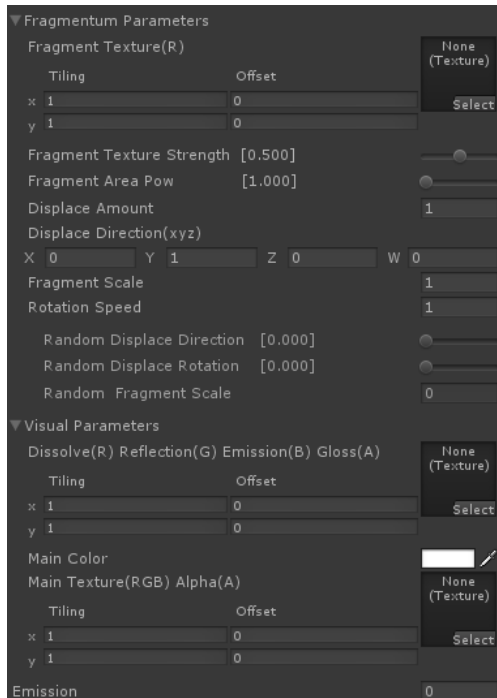 Fragmentum Parameters
Fragment Texture(R)
None
(Texture)
Tiling Offset
x 1 0
Select
y 1 0
Fragment Texture Strength [0.500]
Fragment Area Pow [1.000]
Displace Amount 1
Displace Direction(xyz)
X 0 Y 1 Z 0 W 0
Fragment Scale 1
Rotation Speed 1
Random Displace Direction [0.000]
Random Displace Rotation [0.000]
Random Fragment Scale 0
Visual Parameters
Dissolve(R) Reflection(G) Emission(B) Gloss(A)
None
(Texture)
Tiling Offset
x 1 0
Select
y 1 0
Main Color
Main Texture(RGB) Alpha(A)
None
(Texture)
Tiling Offset
x 1 0
Select
y 1 0
Emission 0